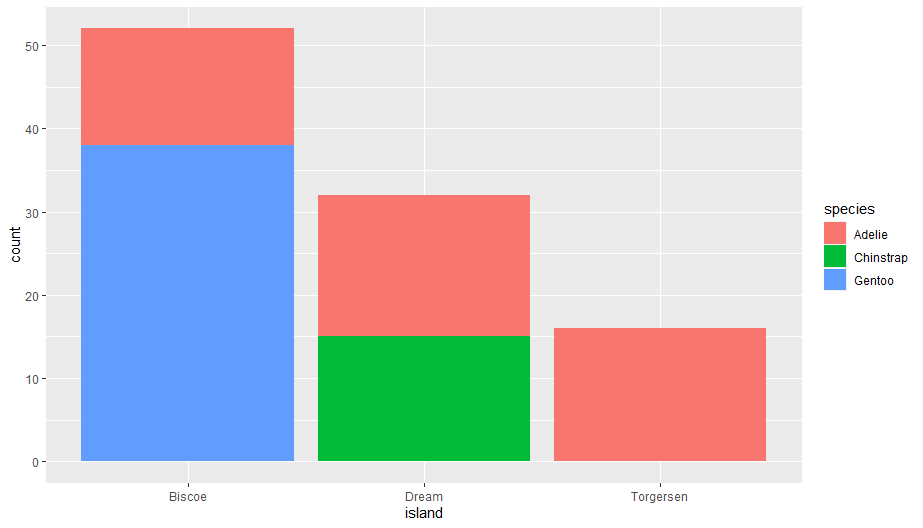 50
40
30
20
10
0
count
Biscoe
Dream
Torgersen
island
species
Adelie
Chinstrap
Gentoo